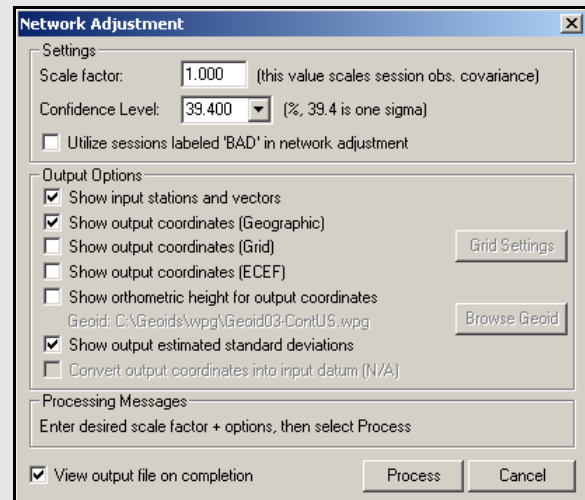 Network Adjustment
Settings
Scale factor: 1.000 (this value scales session obs. covariance)
Confidence Level: 39.400 (%, 39.4 is one sigma)
Utilize sessions labeled 'BAD' in network adjustment
Output Options
Show input stations and vectors
Show output coordinates (Geographic)
Show output coordinates (Grid) Grid Settings
Show output coordinates (ECEF)
Show orthometric height for output coordinates
Geoid: C:\Geoids\wpg\Geoid03-ContUS.wpg Browse Geoid
Show output estimated standard deviations
Convert output coordinates into input datum (N/A)
Processing Messages
Enter desired scale factor + options, then select Process
View output file on completion Process Cancel